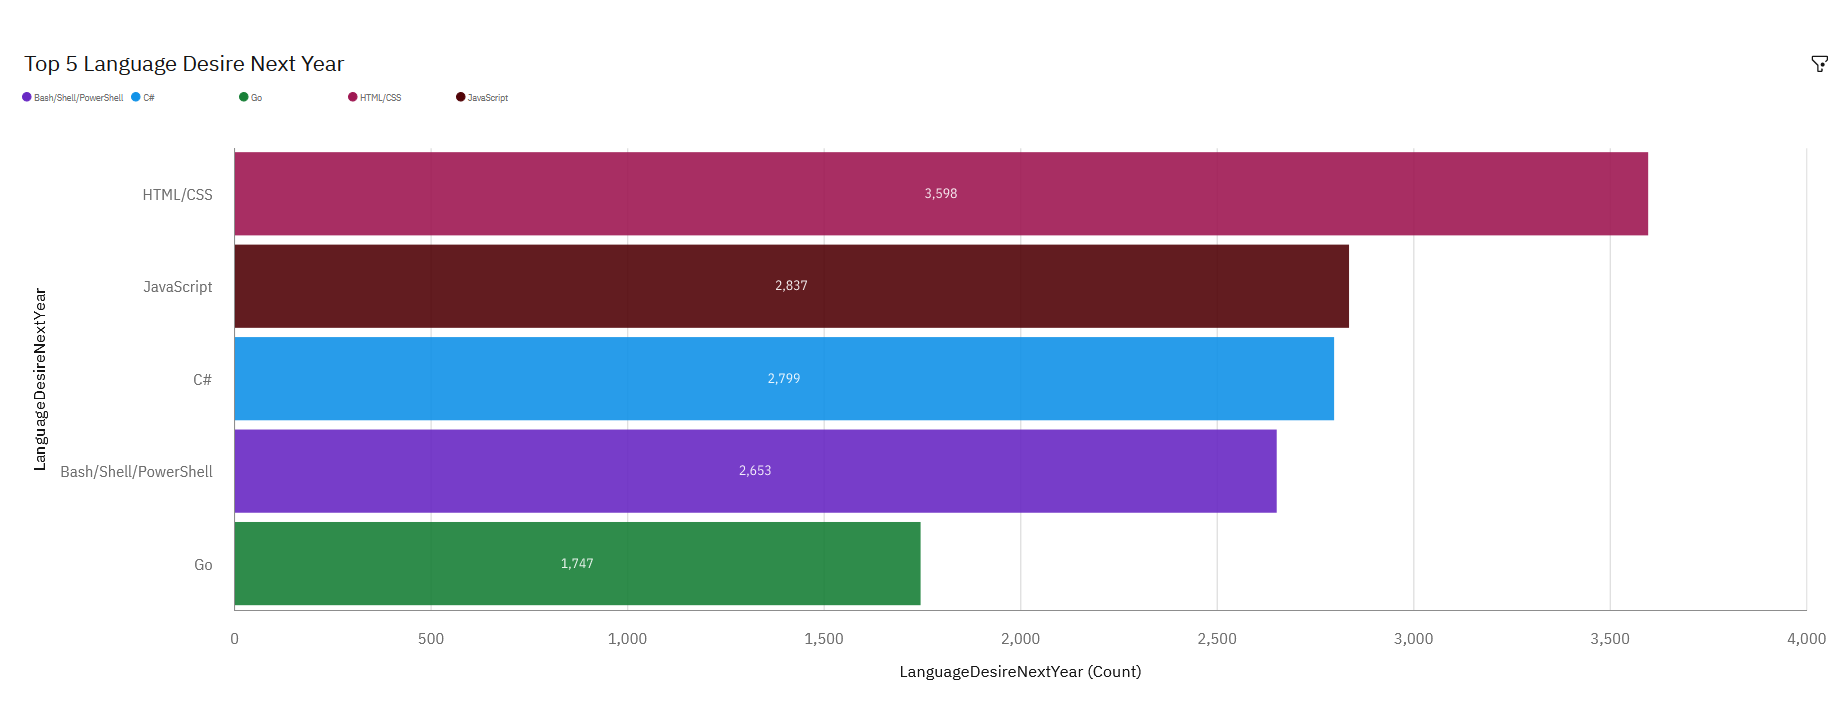 Top 5 Language Desire Next Year
Bash/Shell/PowerShell C# Go HTML/CSS JavaScript
HTML/CSS 3,598
JavaScript 2,837
C# 2,799
Bash/Shell/PowerShell 2,653
Go 1,747
LanguageDesireNextYear
0 500 1,000 1,500 2,000 2,500 3,000 3,500 4,000
LanguageDesireNextYear (Count)